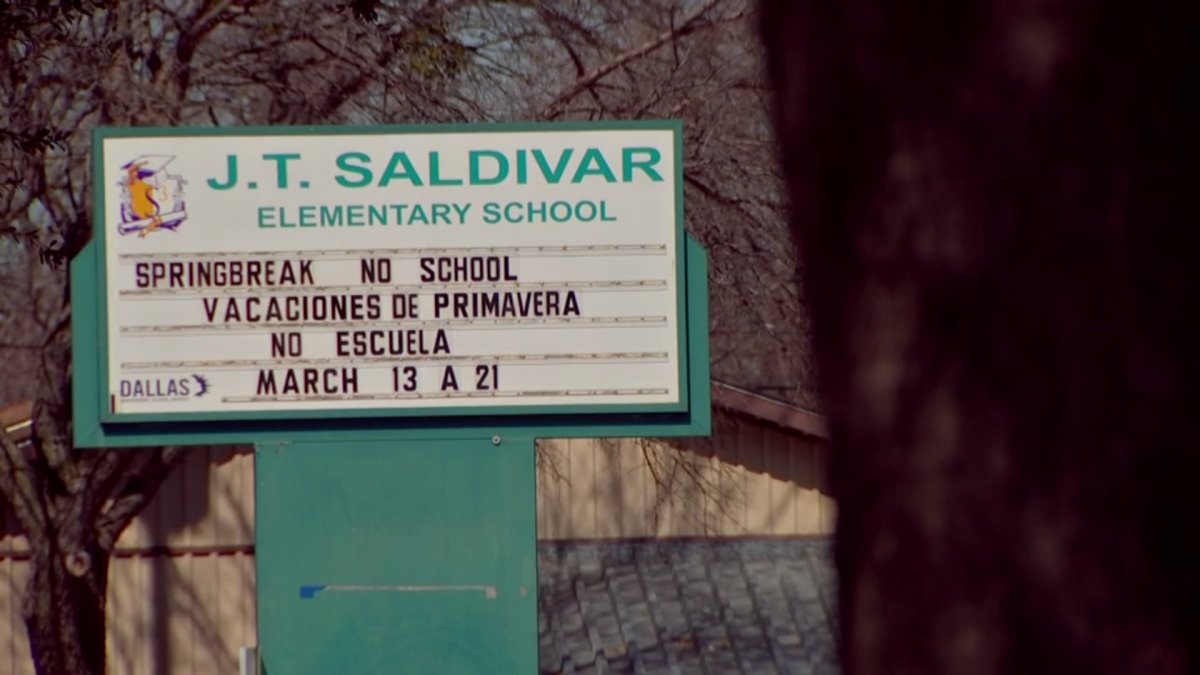 J.T. SALDIVAR
ELEMENTARY SCHOOL
SPRINGBREAK NO SCHOOL
VACACIONES DE PRIMAVERA
NO ESCUELA
MARCH 13 A 21
DALLAS